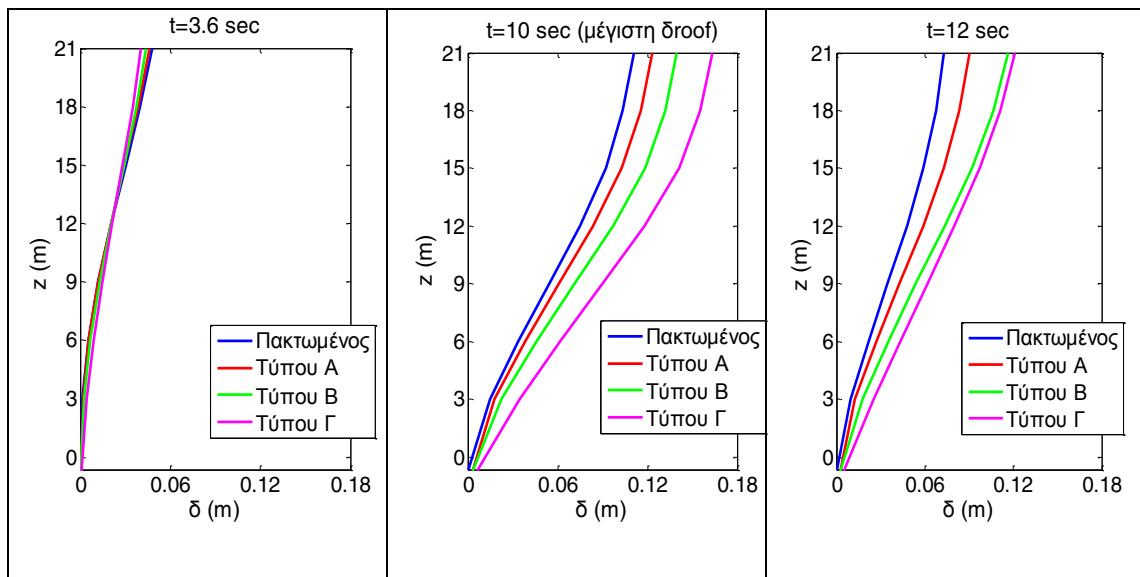 t=3.6 sec
21
18
15
12
9
6
3
0
z (m)
0
0.06
0.12
0.18
δ (m)
Πακτωμένος
Τύπου Α
Τύπου Β
Τύπου Γ
t=10 sec (μέγιστη δroof)
21
18
15
12
9
6
3
0
z (m)
0
0.06
0.12
0.18
δ (m)
Πακτωμένος
Τύπου Α
Τύπου Β
Τύπου Γ
t=12 sec
21
18
15
12
9
6
3
0
z (m)
0
0.06
0.12
0.18
δ (m)
Πακτωμένος
Τύπου Α
Τύπου Β
Τύπου Γ